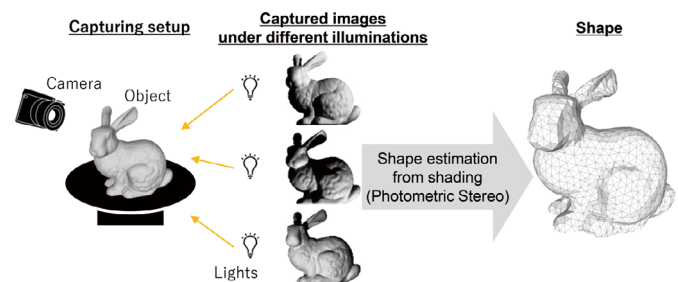 Capturing setup
Captured images
under different illuminations
Shape
Camera
Object
Shape estimation
from shading
(Photometric Stereo)
Lights